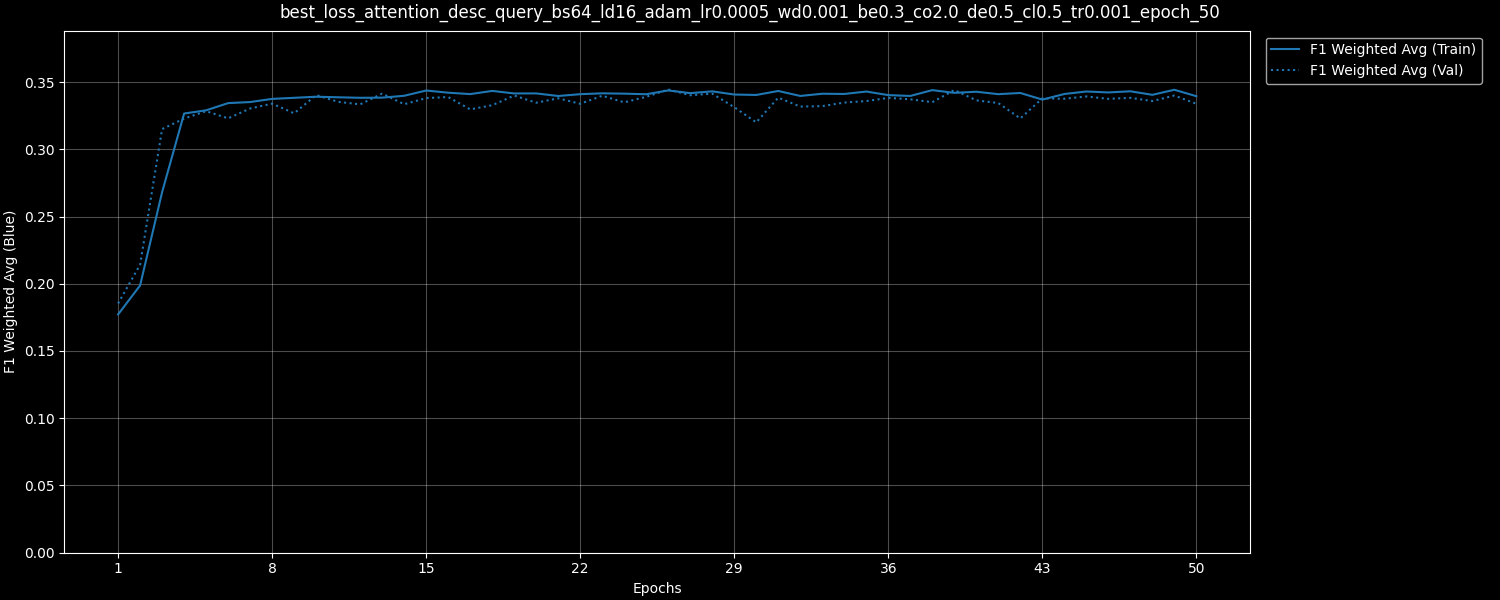 best_loss_attention_desc_query_bs64_ld16_adam_lr0.0005_wd0.001_be0.3_co2.0_de0.5_cl0.5_tr0.001_epoch_50
F1 Weighted Avg (Train)
F1 Weighted Avg (Val)
F1 Weighted Avg (Blue)
0.35
0.30
0.25
0.20
0.15
0.10
0.05
0.00
1 8 15 22 29 36 43 50
Epochs